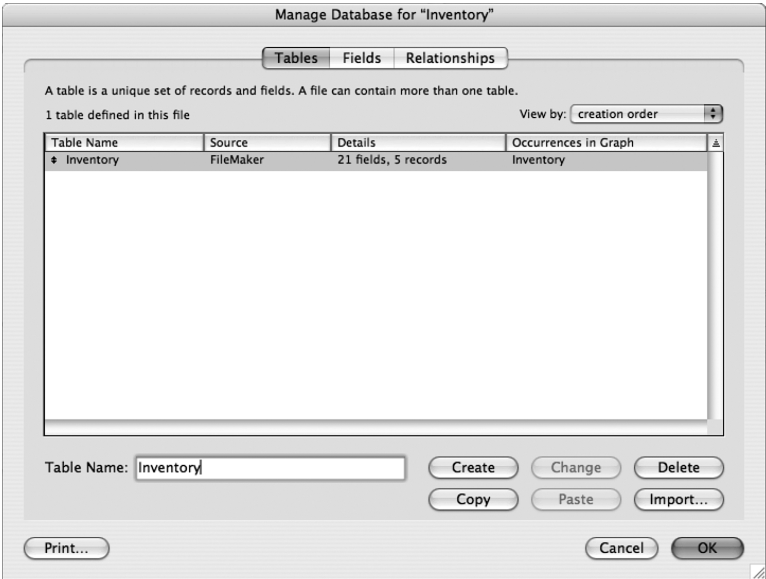 Manage Database for “Inventory”
Tables Fields Relationships
A table is a unique set of records and fields. A file can contain more than one table.
1 table defined in this file View by: creation order
Table Name Source Details Occurrences in Graph
Inventory FileMaker 21 fields, 5 records Inventory
Table Name: Inventory Create Change Delete
Copy Paste Import...
Print... Cancel OK